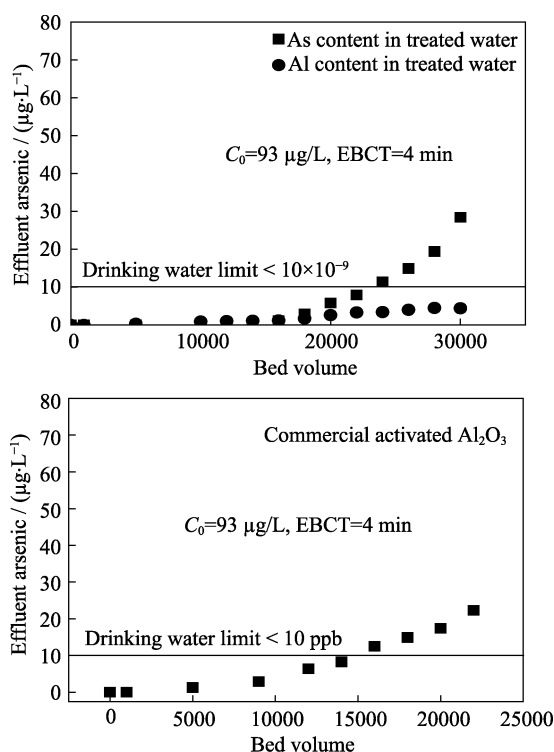 80
70
60
50
40
30
20
10
0
Effluent arsenic / (µg·L⁻¹)
As content in treated water
Al content in treated water
C₀=93 µg/L, EBCT=4 min
Drinking water limit < 10×10⁻⁹
0 10000 20000 30000
Bed volume
80
70
60
50
40
30
20
10
0
Effluent arsenic / (µg·L⁻¹)
Commercial activated Al₂O₃
C₀=93 µg/L, EBCT=4 min
Drinking water limit < 10 ppb
0 5000 10000 15000 20000 25000
Bed volume